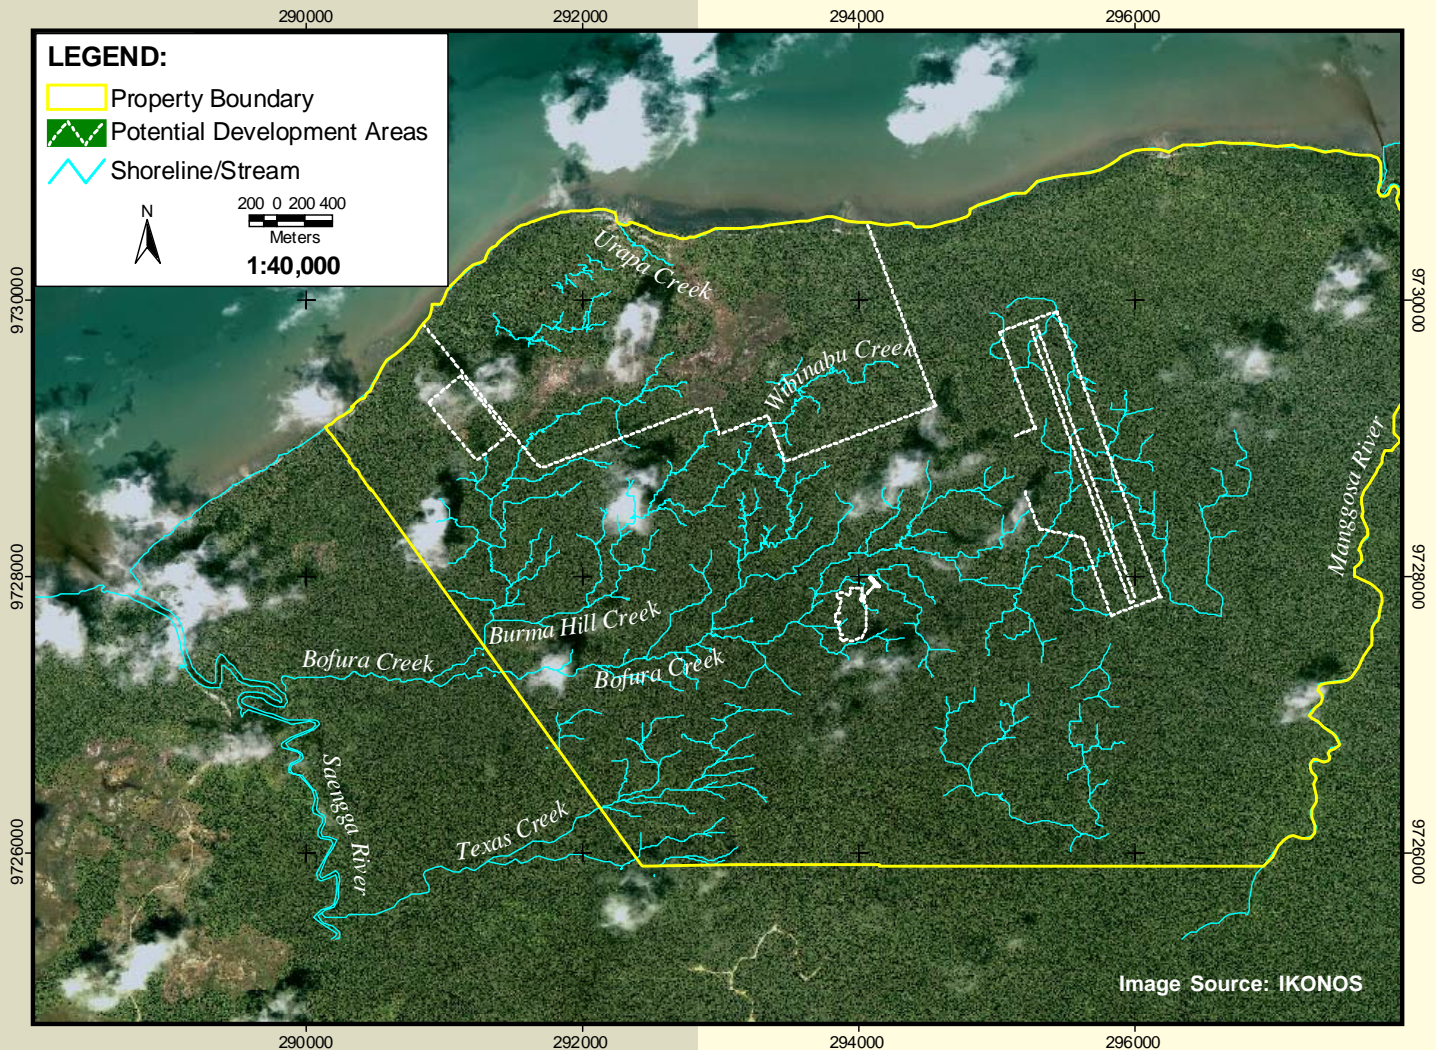 290000 292000 294000 296000
LEGEND:
Property Boundary
Potential Development Areas
Shoreline/Stream
N
200 0 200 400
Meters
1:40,000
Urapa Creek
9730000
9730000
Wibinabu Creek
Manggosa River
9728000
9728000
Burma Hill Creek
Bofura Creek
Bofura Creek
Saengga River
Texas Creek
9726000
9726000
Image Source: IKONOS
290000 292000 294000 296000